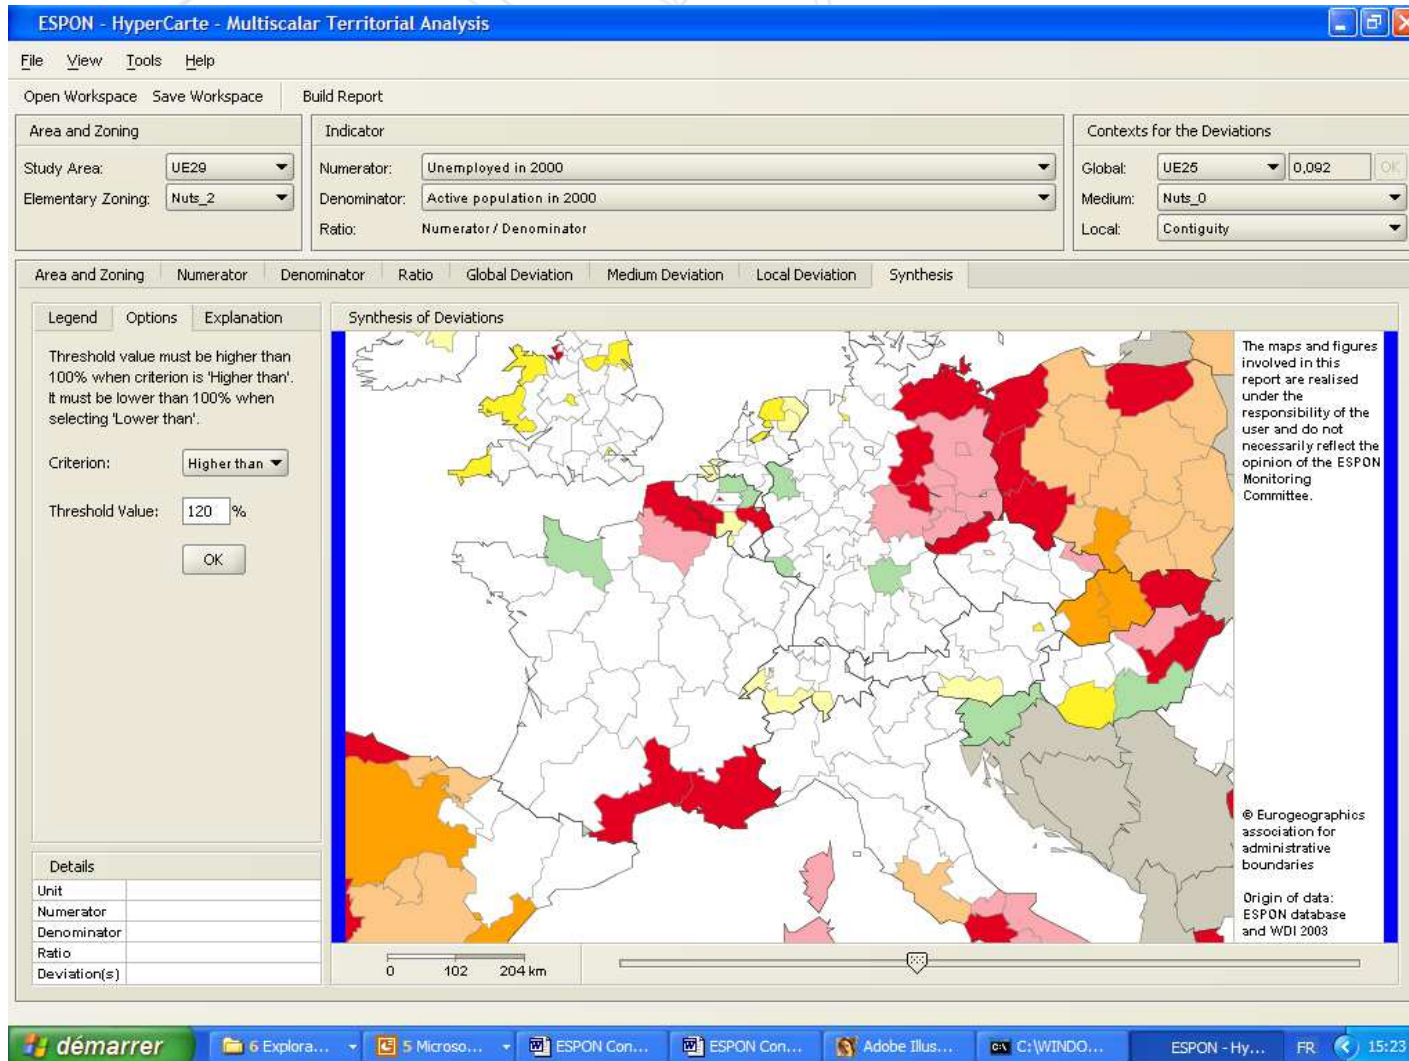 ESPON - HyperCarte - Multiscalar Territorial Analysis
File View Tools Help
Open Workspace Save Workspace Build Report
Area and Zoning
Study Area: UE29
Elementary Zoning: Nuts_2
Indicator
Numerator: Unemployed in 2000
Denominator: Active population in 2000
Ratio: Numerator / Denominator
Contexts for the Deviations
Global: UE25 0,092 OK
Medium: Nuts_0
Local: Contiguity
Area and Zoning Numerator Denominator Ratio Global Deviation Medium Deviation Local Deviation Synthesis
Legend Options Explanation
Threshold value must be higher than
100% when criterion is 'Higher than'.
It must be lower than 100% when
selecting 'Lower than'.
Criterion: Higher than
Threshold Value: 120 %
OK
Details
Unit
Numerator
Denominator
Ratio
Deviation(s)
Synthesis of Deviations
The maps and figures
involved in this
report are realised
under the
responsibility of the
user and do not
necessarily reflect the
opinion of the ESPON
Monitoring
Committee.
© Eurogeographics
association for
administrative
boundaries
Origin of data:
ESPON database
and WDI 2003
0 102 204 km
démarrer 6 Explora... 5 Microso... ESPON Con... ESPON Con... Adobe Illus... C:\WINDO... ESPON - Hy... FR 15:23